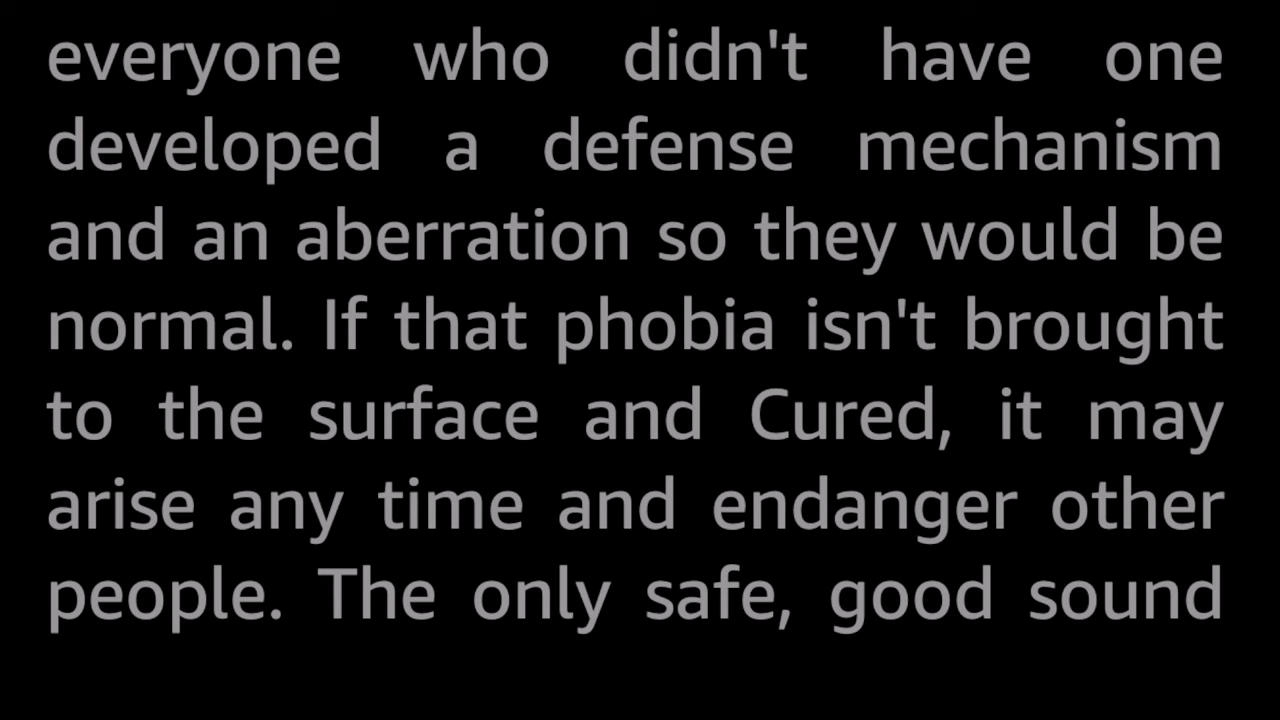 everyone who didn't have one
developed a defense mechanism
and an aberration so they would be
normal. If that phobia isn't brought
to the surface and Cured, it may
arise any time and endanger other
people. The only safe, good sound